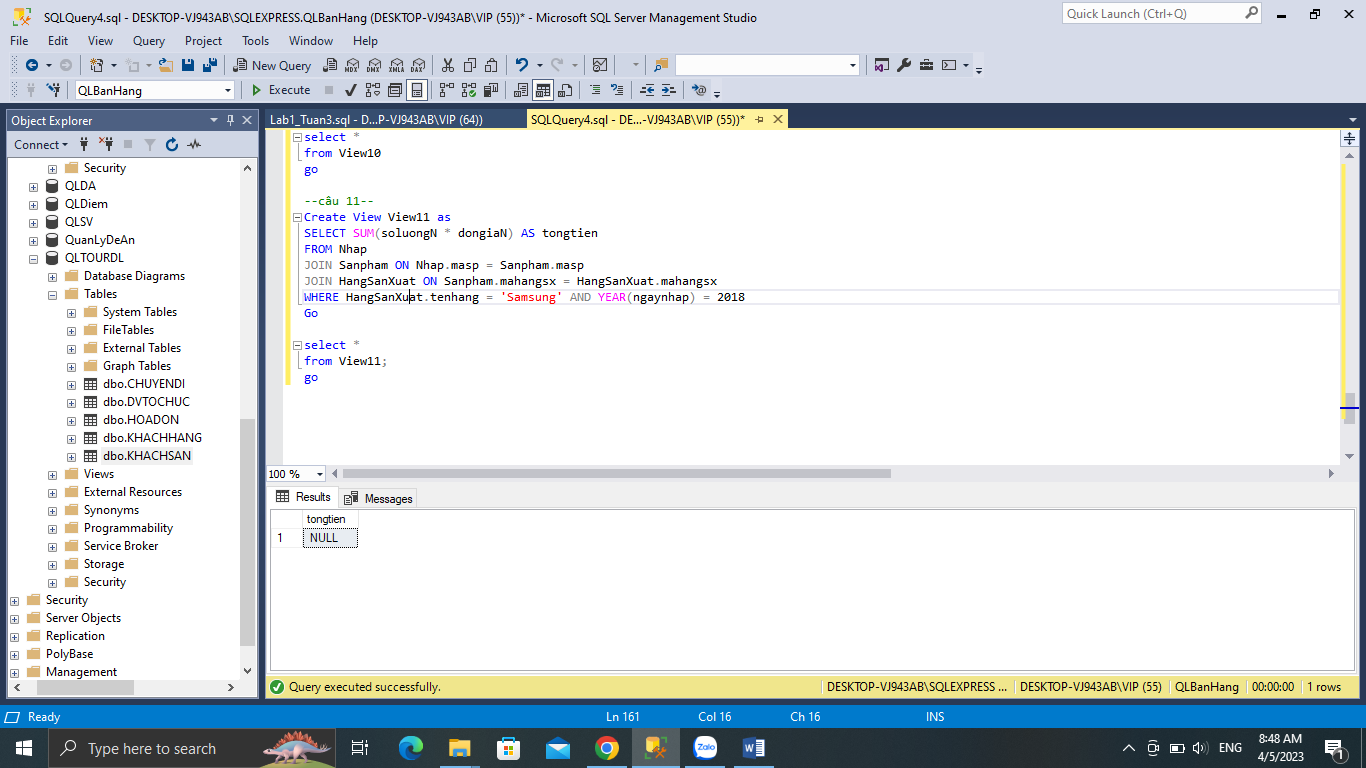 SQLQuery4.sql - DESKTOP-VJ943AB\SQLEXPRESS.QLBanHang (DESKTOP-VJ943AB\VIP (55))* - Microsoft SQL Server Management Studio
Quick Launch (Ctrl+Q)
File Edit View Query Project Tools Window Help
New Query MDX DMX XMLA DAX
QLBanHang Execute
Object Explorer
Lab1_Tuan3.sql - D...P-VJ943AB\VIP (64))
SQLQuery4.sql - DE...-VJ943AB\VIP (55))*
Connect
Security
QLDA
QLDiem
QLSV
QuanLyDeAn
QLTOURDL
Database Diagrams
Tables
System Tables
FileTables
External Tables
Graph Tables
dbo.CHUYENDI
dbo.DVTOCHUC
dbo.HOADON
dbo.KHACHHANG
dbo.KHACHSAN
Views
External Resources
Synonyms
Programmability
Service Broker
Storage
Security
Security
Server Objects
Replication
PolyBase
Management
select *
from View10
go
--câu 11--
Create View View11 as
SELECT SUM(soluongN * dongiaN) AS tongtien
FROM Nhap
JOIN Sanpham ON Nhap.masp = Sanpham.masp
JOIN HangSanXuat ON Sanpham.mahangsx = HangSanXuat.mahangsx
WHERE HangSanXuat.tenhang = 'Samsung' AND YEAR(ngaynhap) = 2018
Go
select *
from View11;
go
100 %
Results Messages
tongtien
1 NULL
Query executed successfully.
DESKTOP-VJ943AB\SQLEXPRESS ... DESKTOP-VJ943AB\VIP (55) QLBanHang 00:00:00 1 rows
Ready Ln 161 Col 16 Ch 16 INS
Type here to search
Zalo
W
ENG
8:48 AM
4/5/2023
1